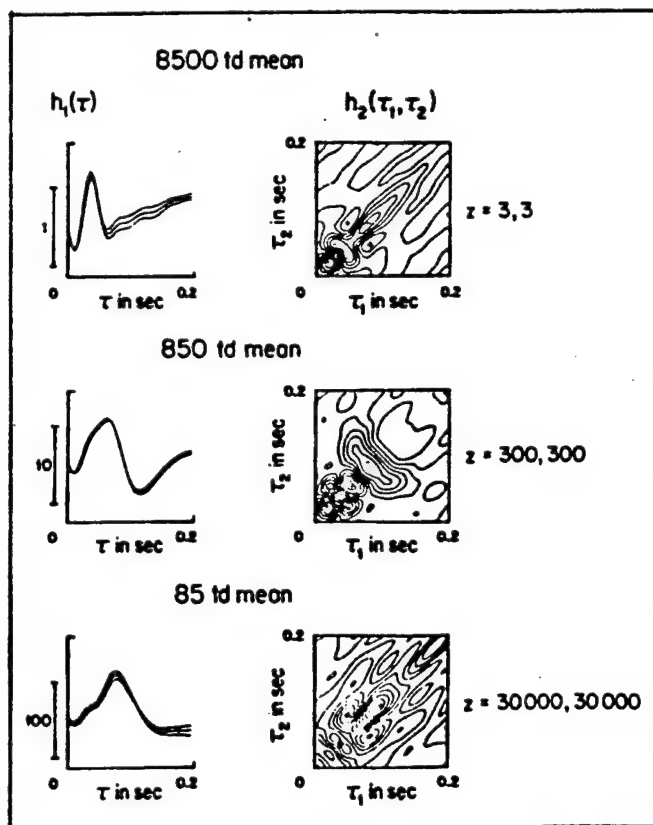 8500 td mean
h₁(τ) h₂(τ₁, τ₂)
0.2
τ₂ in sec
z = 3,3
1
0 τ in sec 0.2 0 τ₁ in sec 0.2
850 td mean
0.2
τ₂ in sec
z = 300, 300
10
0 τ in sec 0.2 0 τ₁ in sec 0.2
85 td mean
0.2
τ₂ in sec
z = 30000, 30000
100
0 τ in sec 0.2 0 τ₁ in sec 0.2